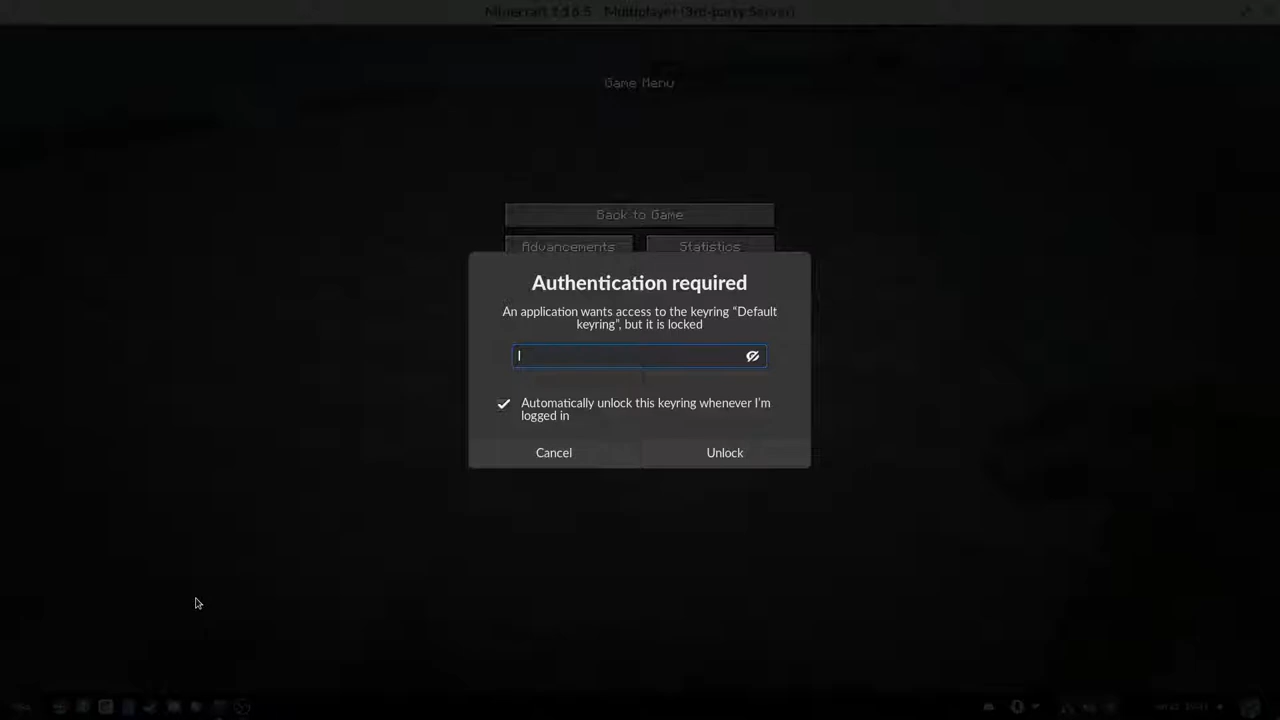 Minecraft 1.16.5 - Multiplayer (3rd-party Server)
Game Menu
Back to Game
Advancements
Statistics
Authentication required
An application wants access to the keyring “Default
keyring”, but it is locked
Automatically unlock this keyring whenever I'm
logged in
Cancel
Unlock